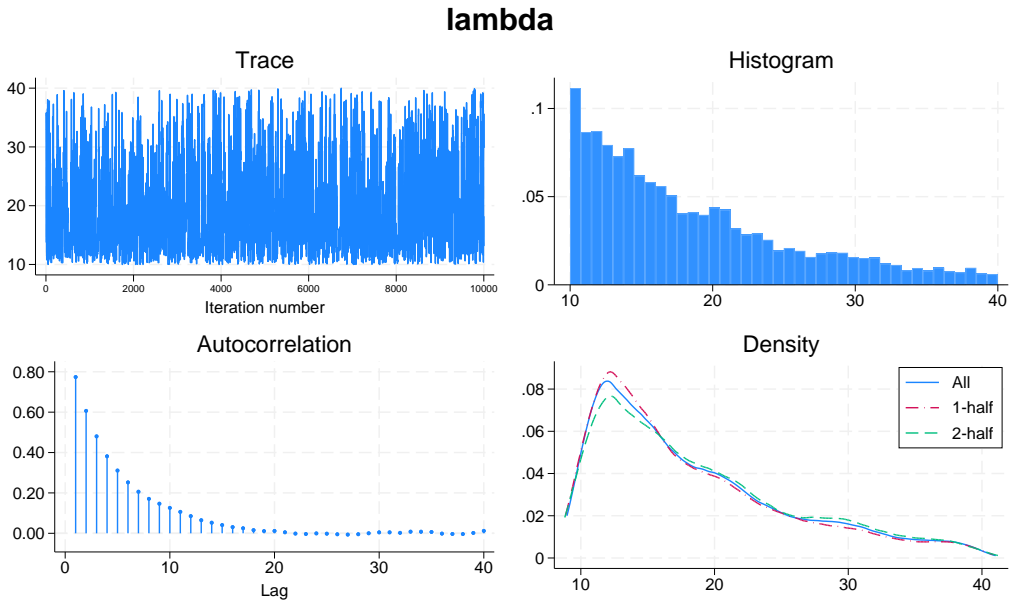 lambda
Trace
40
30
20
10
0 2000 4000 6000 8000 10000
Iteration number
Histogram
.1
.05
0
10 20 30 40
Autocorrelation
0.80
0.60
0.40
0.20
0.00
0 10 20 30 40
Lag
Density
.08
.06
.04
.02
0
10 20 30 40
All
1-half
2-half